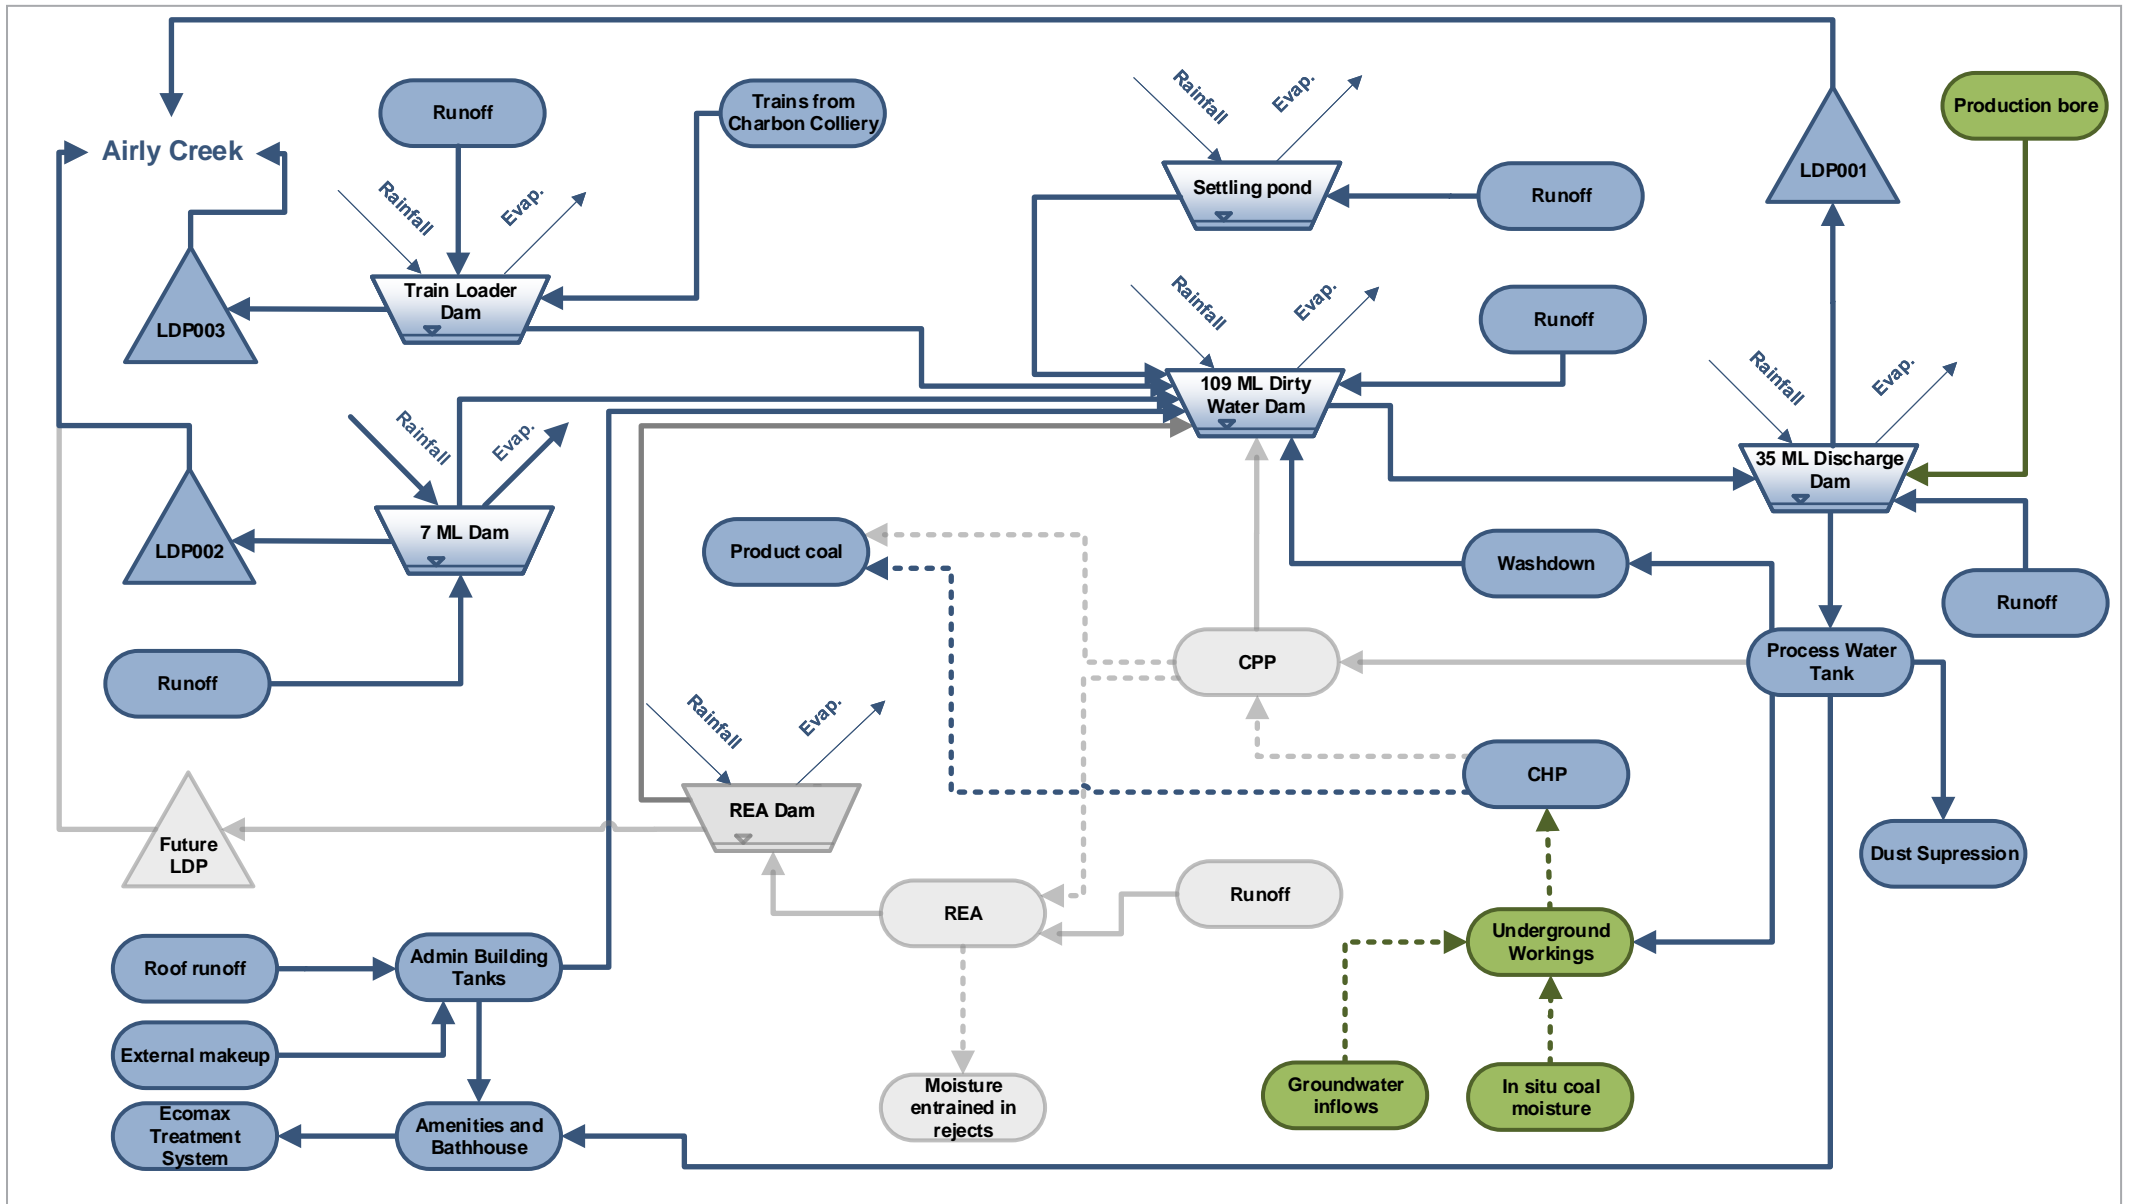 Runoff
Trains from
Charbon Colliery
Production bore
Airly Creek
Rainfall
Evap.
Rainfall
Evap.
Settling pond
Runoff
LDP001
Train Loader
Dam
LDP003
Rainfall
Evap.
Runoff
109 ML Dirty
Water Dam
Rainfall
Evap.
35 ML Discharge
Dam
Rainfall
Evap.
7 ML Dam
LDP002
Product coal
Washdown
Runoff
Runoff
CPP
Process Water
Tank
Rainfall
Evap.
REA Dam
CHP
Future
LDP
Dust Supression
REA
Runoff
Underground
Workings
Roof runoff
Admin Building
Tanks
External makeup
Ecomax
Treatment
System
Amenities and
Bathhouse
Moisture
entrained in
rejects
Groundwater
inflows
In situ coal
moisture